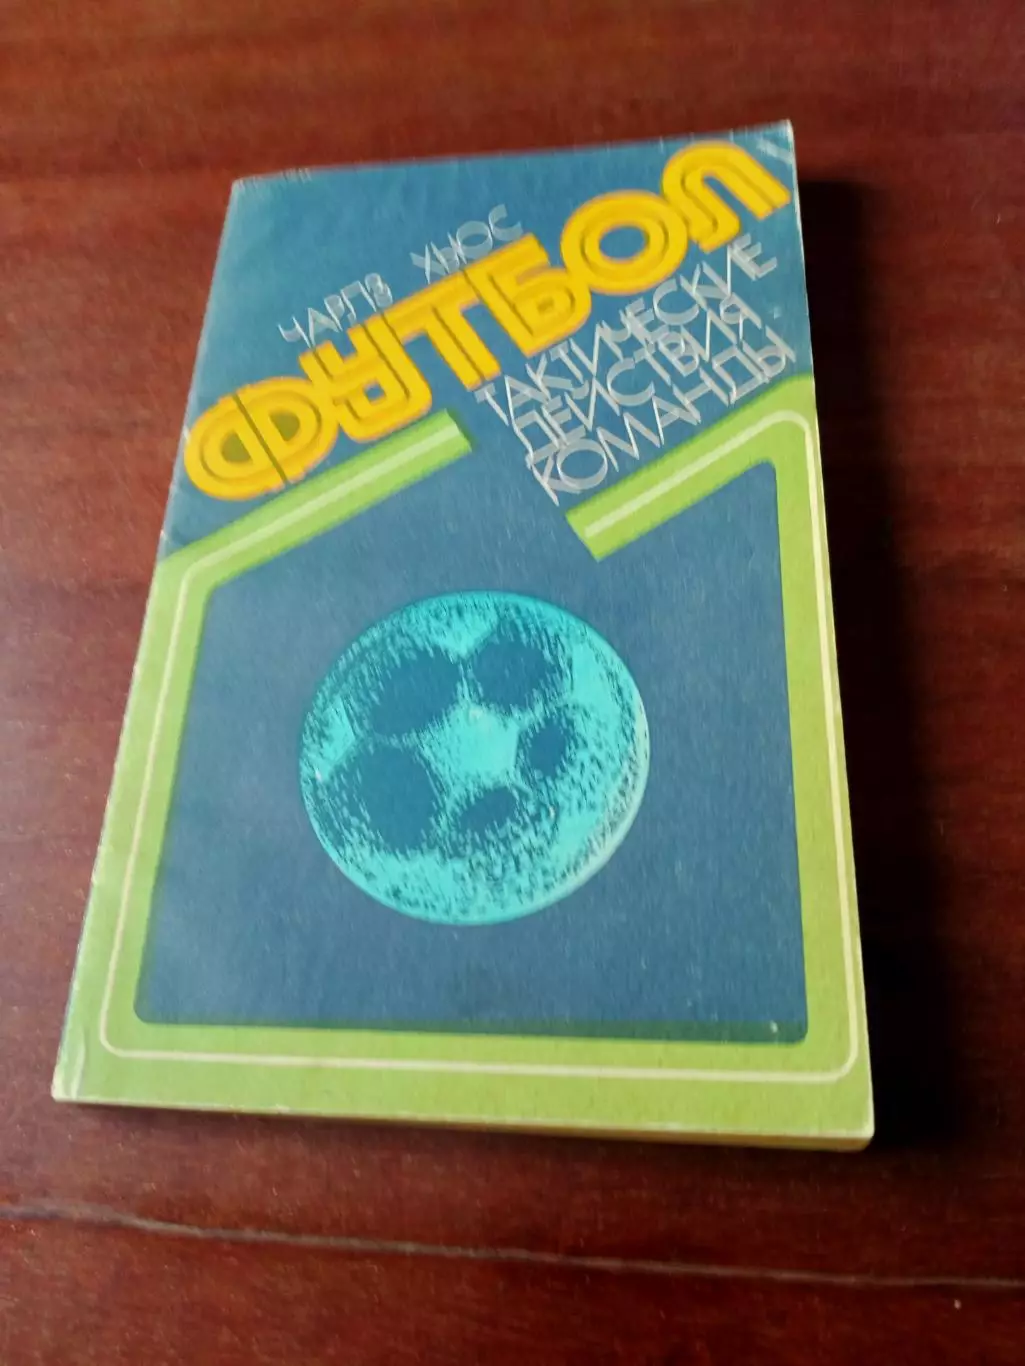 ЧАРЛЗ ХЬЮС
ФУТБОЛ
ТАКТИЧЕСКИЕ
ДЕЙСТВИЯ
КОМАНДЫ